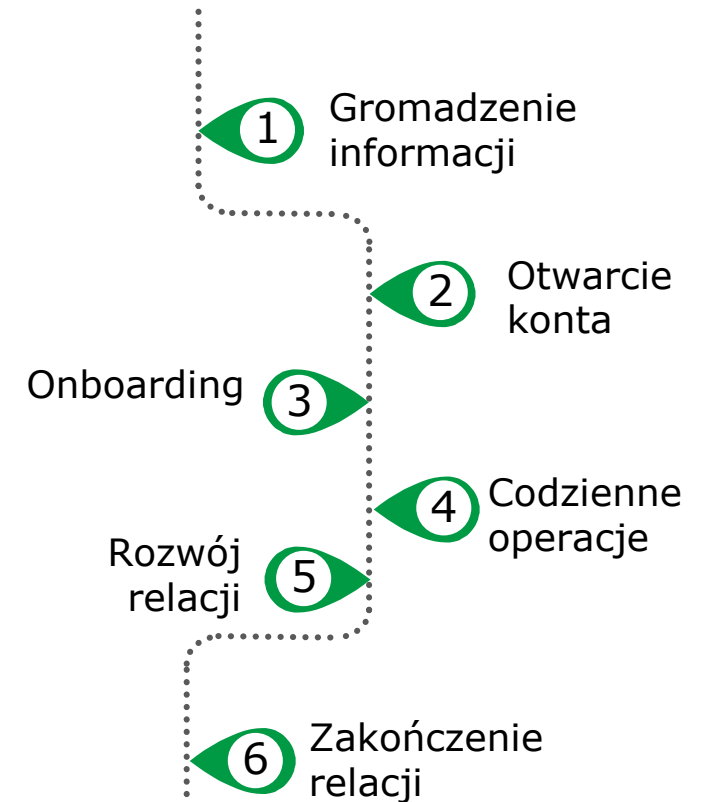 1
Gromadzenie
informacji
2
Otwarcie
konta
Onboarding
3
4
Codzienne
operacje
Rozwój
relacji
5
6
Zakończenie
relacji